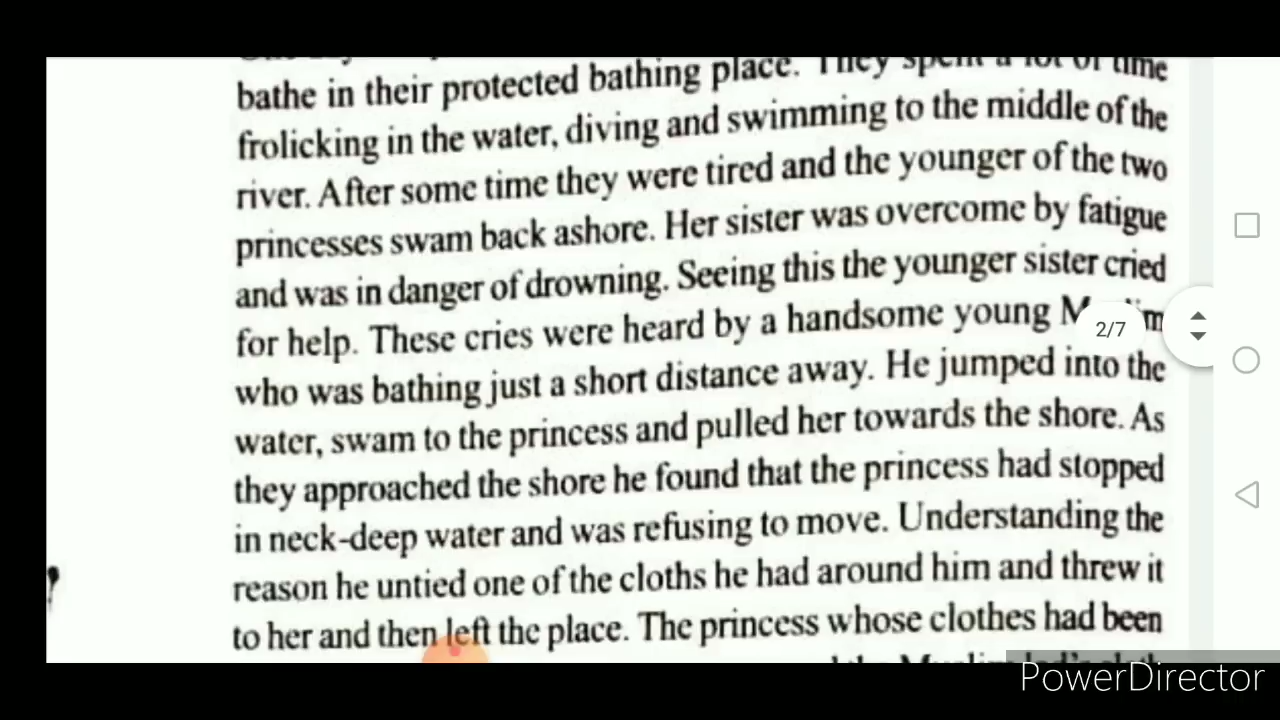 bathe in their protected bathing place. They spent a lot of time
frolicking in the water, diving and swimming to the middle of the
river. After some time they were tired and the younger of the two
princesses swam back ashore. Her sister was overcome by fatigue
and was in danger of drowning. Seeing this the younger sister cried
for help. These cries were heard by a handsome young
who was bathing just a short distance away. He jumped into the
water, swam to the princess and pulled her towards the shore. As
they approached the shore he found that the princess had stopped
in neck-deep water and was refusing to move. Understanding the
reason he untied one of the cloths he had around him and threw it
to her and then left the place. The princess whose clothes had been
2/7
?
PowerDirector